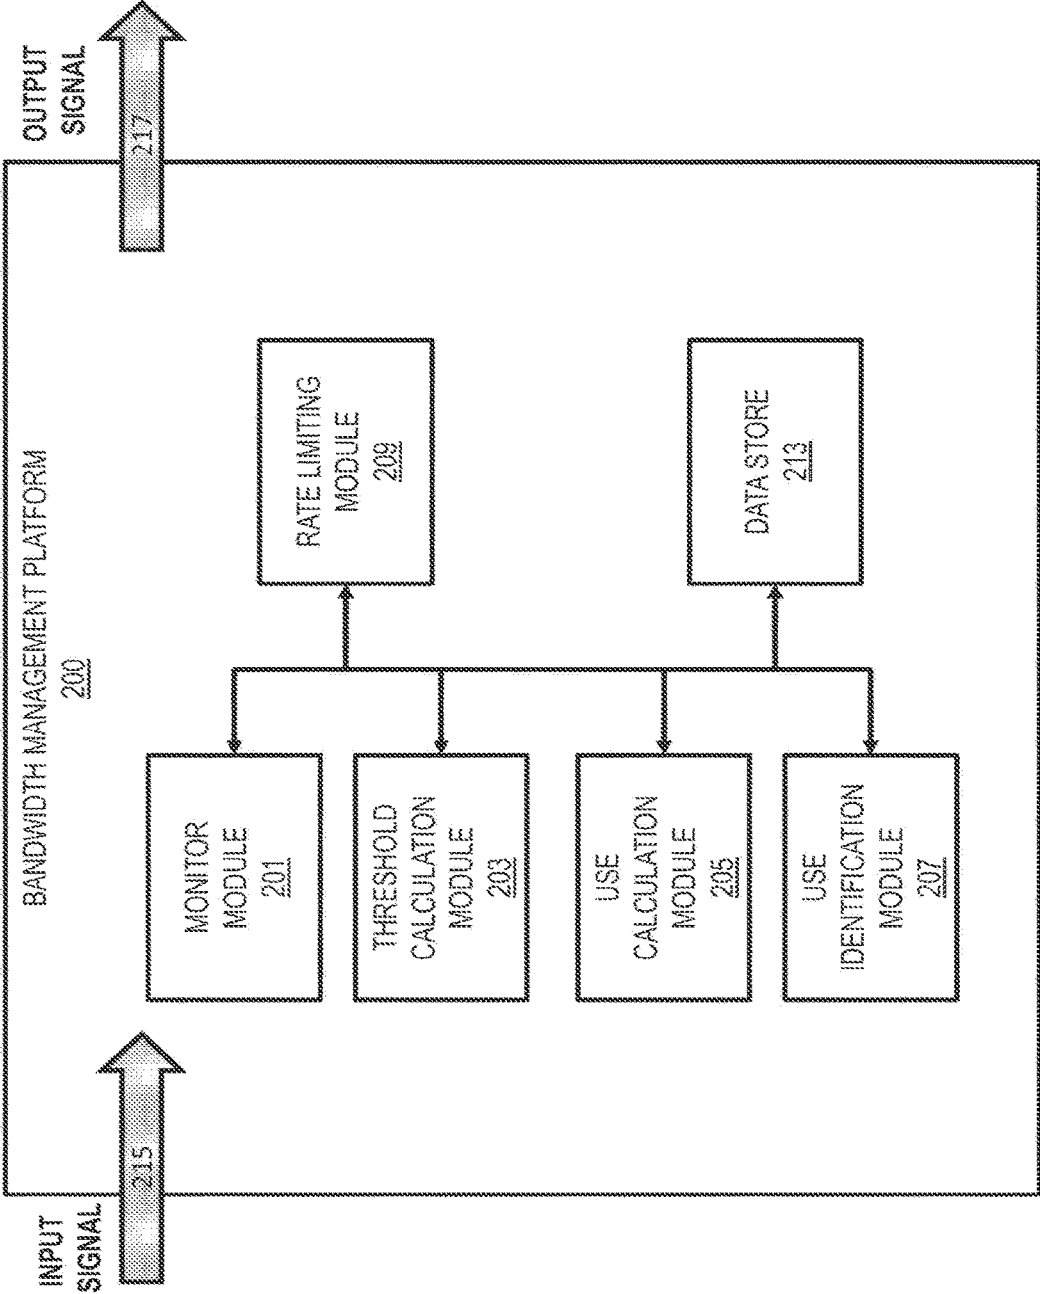 BANDWIDTH MANAGEMENT PLATFORM
200
INPUT
SIGNAL
215
OUTPUT
SIGNAL
217
MONITOR
MODULE
201
THRESHOLD
CALCULATION
MODULE
203
USE
CALCULATION
MODULE
205
USE
IDENTIFICATION
MODULE
207
RATE LIMITING
MODULE
209
DATA STORE
213